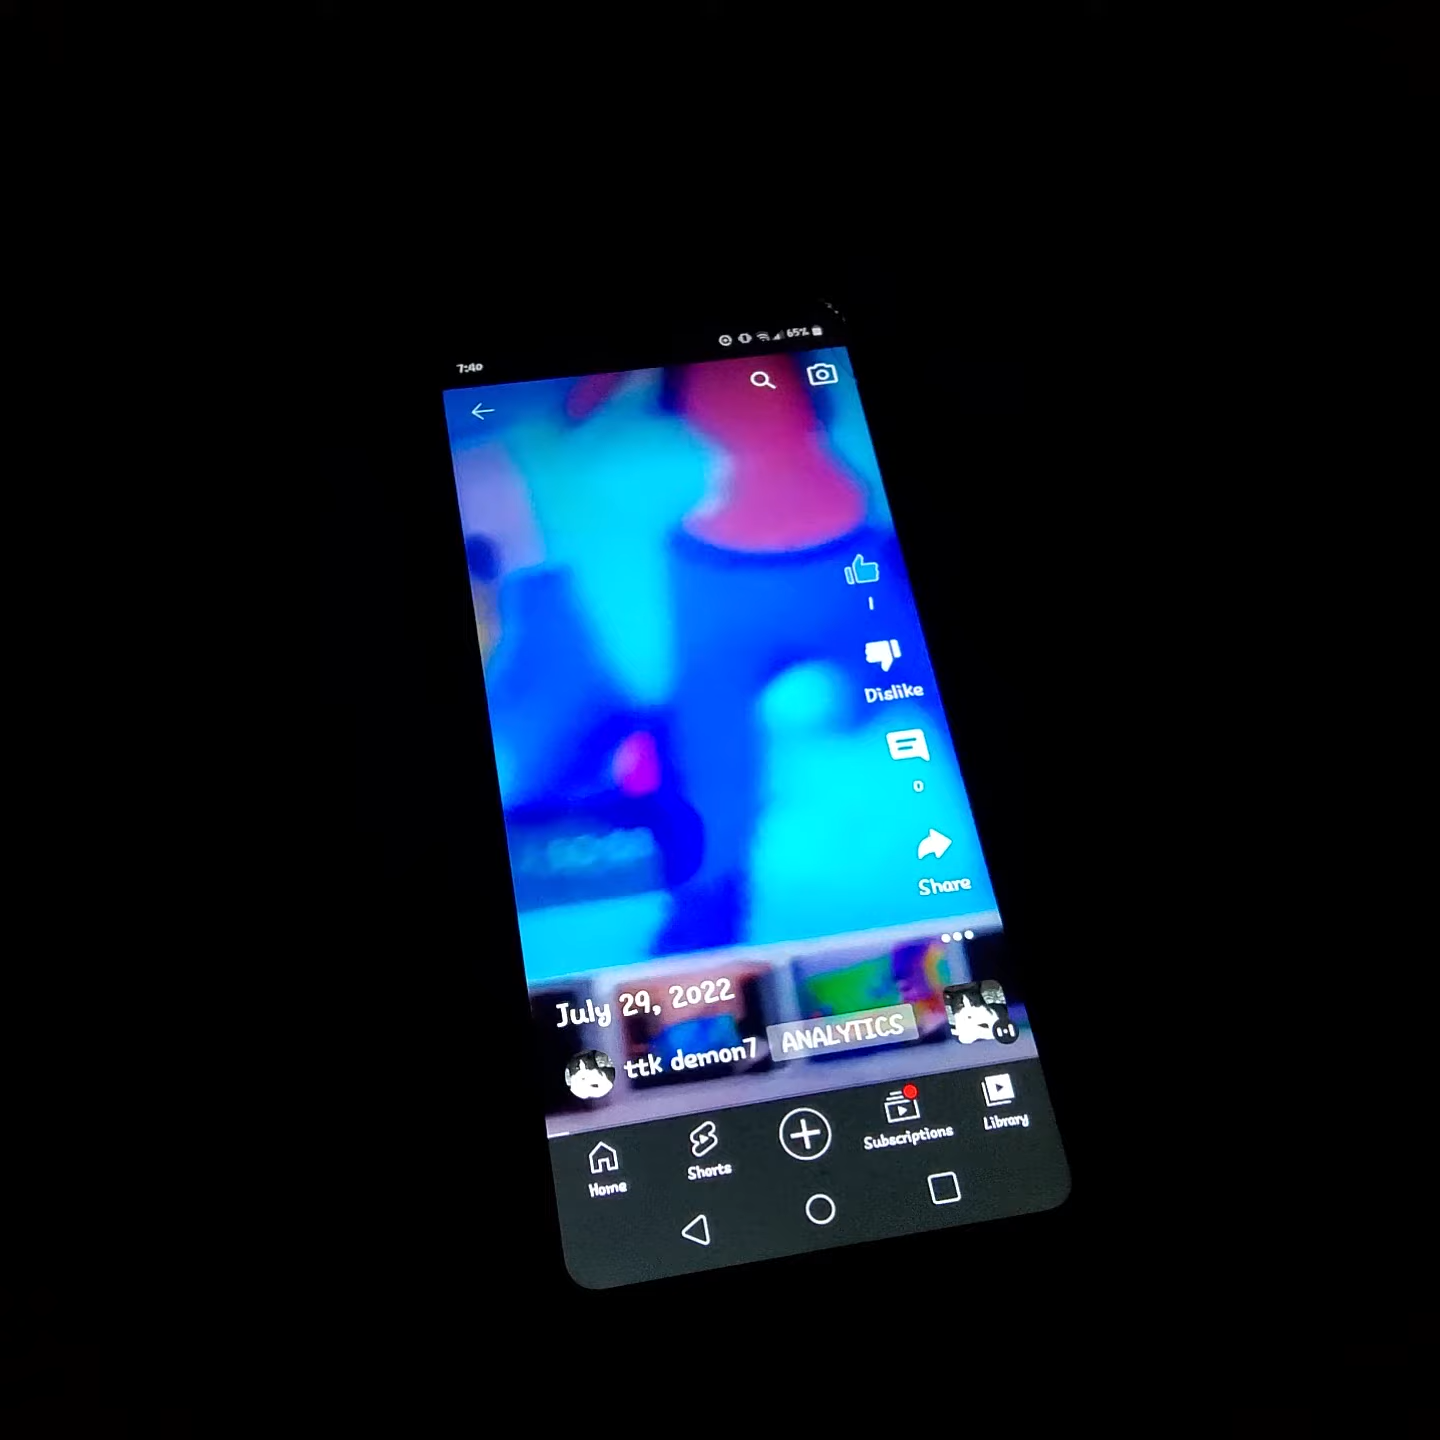 7:40
65%
1
Dislike
0
Share
July 29, 2022
ttk demon7
ANALYTICS
Home
Shorts
Subscriptions
Library